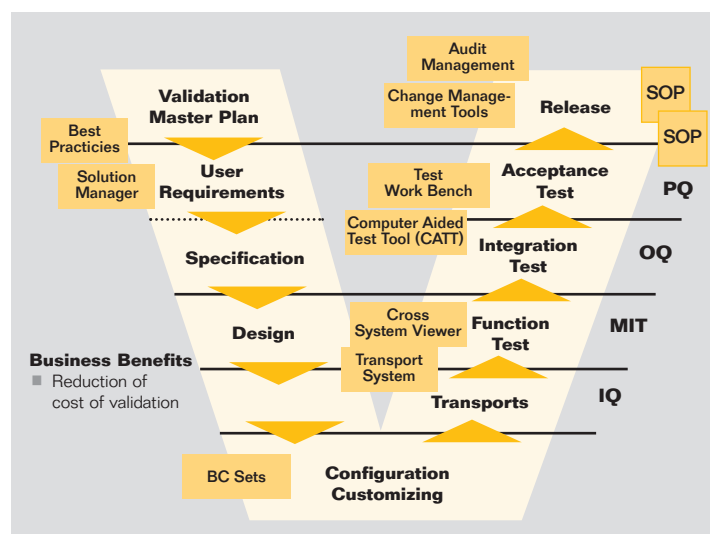 Audit
Management
Validation
Master Plan
Change Manage-
ment Tools
Release
SOP
SOP
Best
Practicies
Solution
Manager
User
Requirements
Test
Work Bench
Acceptance
Test
PQ
Computer Aided
Test Tool (CATT)
Specification
Integration
Test
OQ
Cross
System Viewer
Design
Function
Test
MIT
Business Benefits
Reduction of
cost of validation
Transport
System
Transports
IQ
BC Sets
Configuration
Customizing